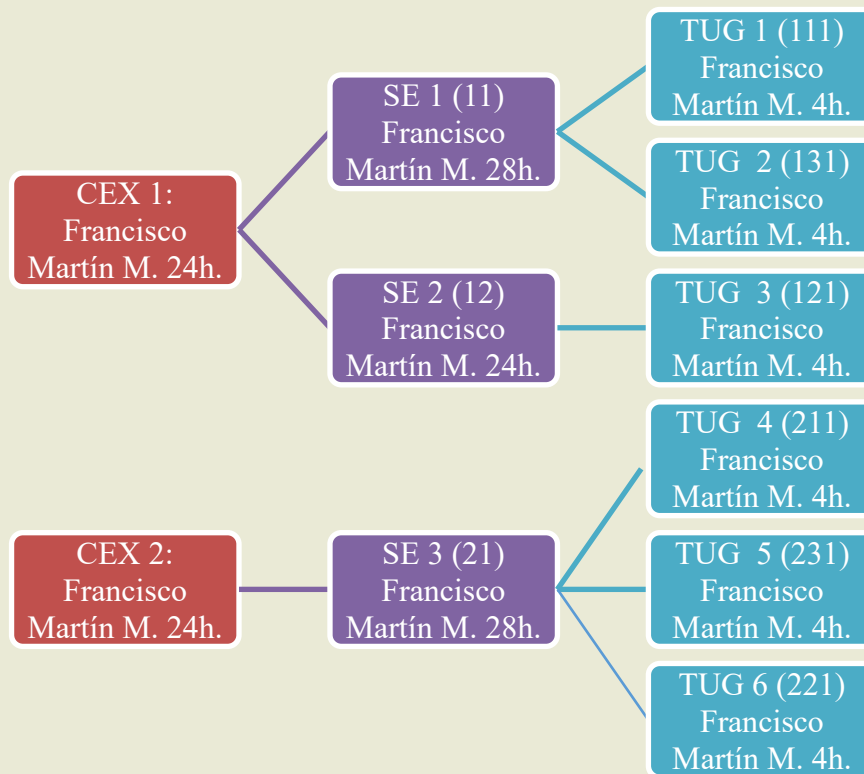 CEX 1:
Francisco
Martín M. 24h.
SE 1 (11)
Francisco
Martín M. 28h.
TUG 1 (111)
Francisco
Martín M. 4h.
TUG 2 (131)
Francisco
Martín M. 4h.
SE 2 (12)
Francisco
Martín M. 24h.
TUG 3 (121)
Francisco
Martín M. 4h.
CEX 2:
Francisco
Martín M. 24h.
SE 3 (21)
Francisco
Martín M. 28h.
TUG 4 (211)
Francisco
Martín M. 4h.
TUG 5 (231)
Francisco
Martín M. 4h.
TUG 6 (221)
Francisco
Martín M. 4h.